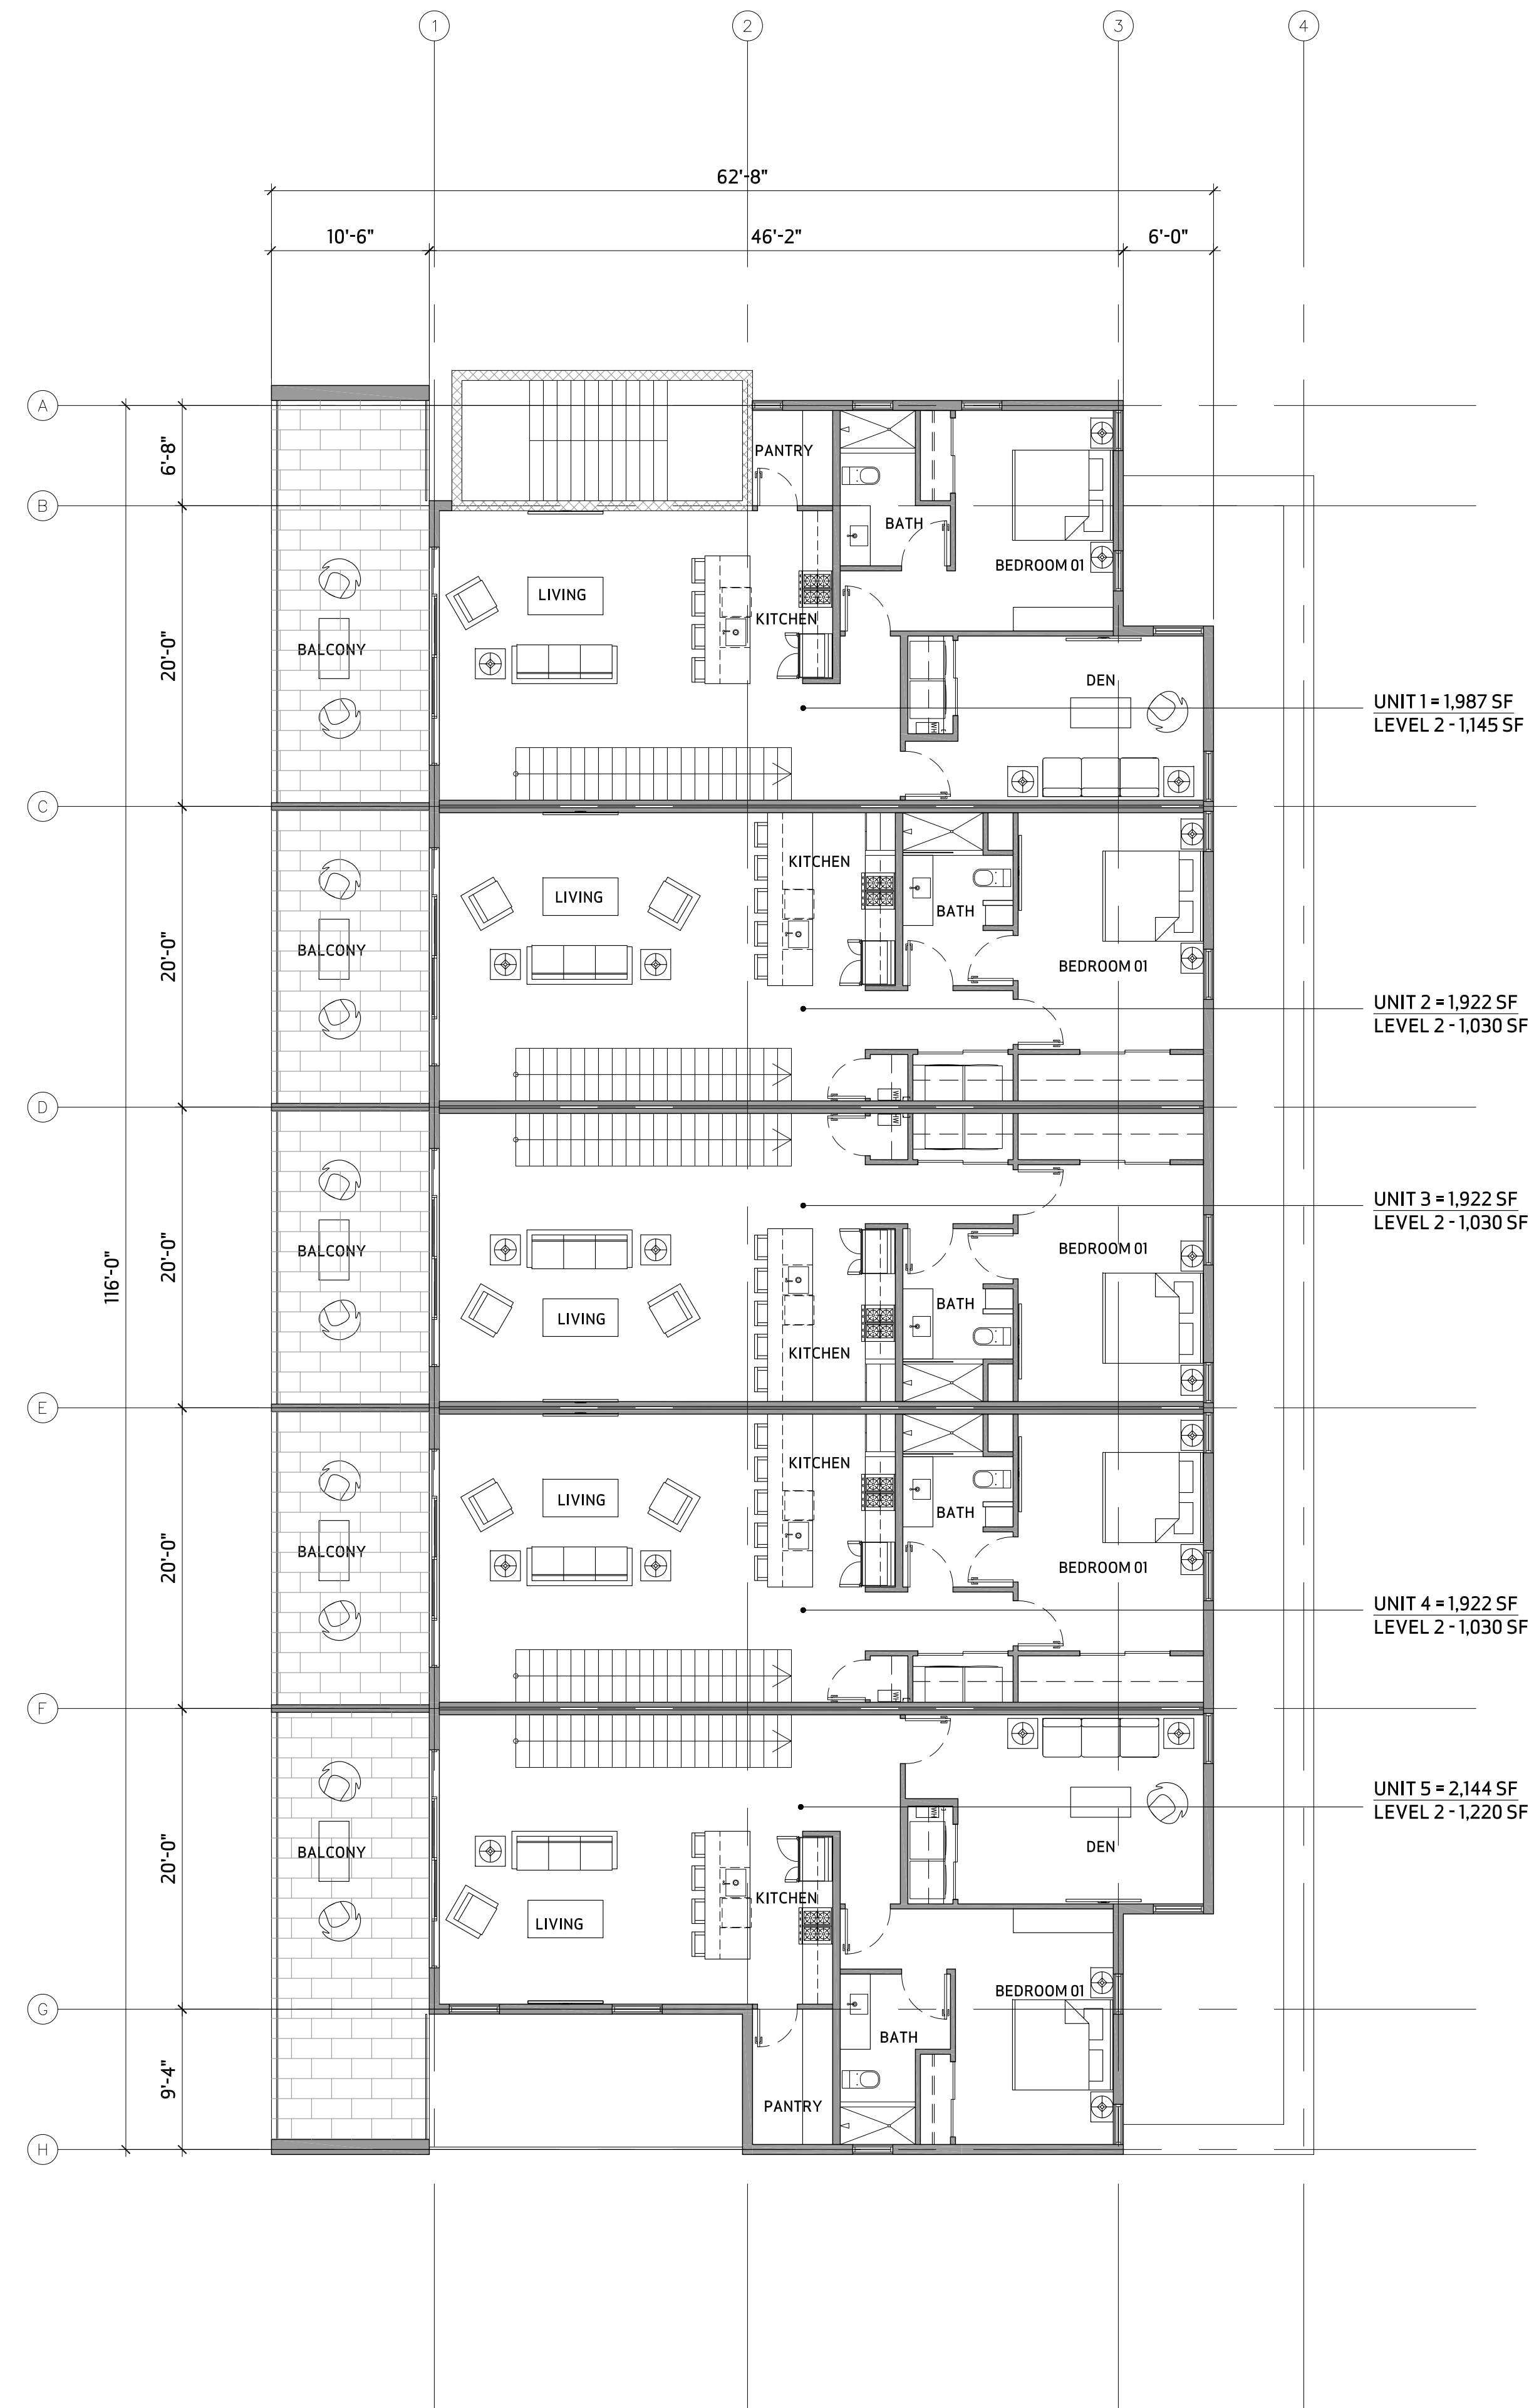 1 2 3 4
62'-8"
10'-6" 46'-2" 6'-0"
A
6'-8"
PANTRY
B
BATH
BEDROOM 01
LIVING
KITCHEN
BALCONY
20'-0"
DEN
WH
UNIT 1 = 1,987 SF
LEVEL 2 - 1,145 SF
C
KITCHEN
LIVING
BATH
BALCONY
20'-0"
BEDROOM 01
UNIT 2 = 1,922 SF
LEVEL 2 - 1,030 SF
WH
D
WH
UNIT 3 = 1,922 SF
LEVEL 2 - 1,030 SF
BEDROOM 01
BALCONY
20'-0"
116'-0"
BATH
LIVING
KITCHEN
E
KITCHEN
LIVING
BATH
BALCONY
20'-0"
BEDROOM 01
UNIT 4 = 1,922 SF
LEVEL 2 - 1,030 SF
WH
F
UNIT 5 = 2,144 SF
LEVEL 2 - 1,220 SF
WH
BALCONY
20'-0"
DEN
KITCHEN
LIVING
BEDROOM 01
G
BATH
9'-4"
PANTRY
H